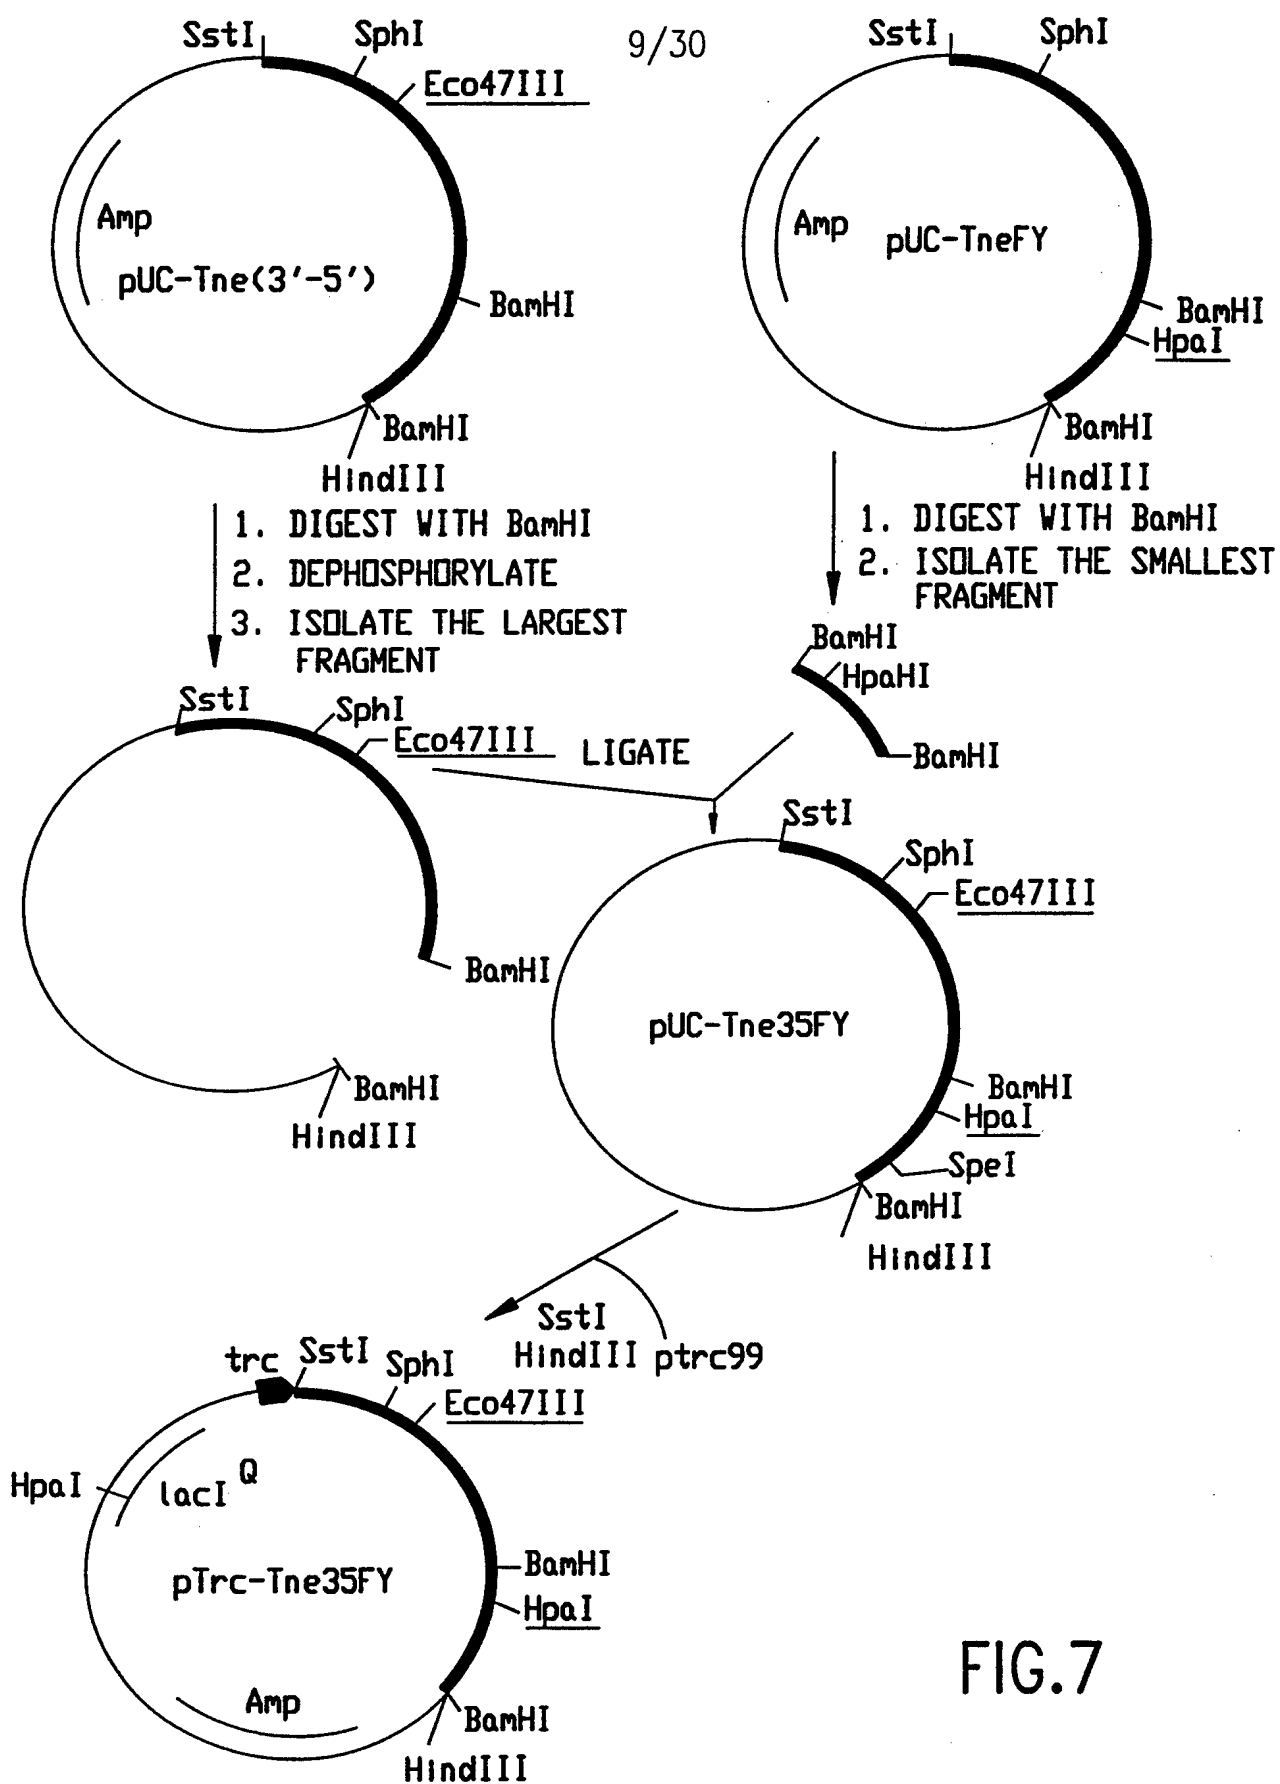 9/30
SstI
SphI
Eco47III
Amp
pUC-Tne(3'-5')
BamHI
BamHI
HindIII
SstI
SphI
Amp
pUC-TneFY
BamHI
HpaI
BamHI
HindIII
1. DIGEST WITH BamHI
2. DEPHOSPHORYLATE
3. ISOLATE THE LARGEST
FRAGMENT
1. DIGEST WITH BamHI
2. ISOLATE THE SMALLEST
FRAGMENT
BamHI
HpaHI
BamHI
SstI
SphI
Eco47III
LIGATE
BamHI
BamHI
HindIII
SstI
SphI
Eco47III
pUC-Tne35FY
BamHI
HpaI
SpeI
BamHI
HindIII
SstI
HindIII ptrc99
trc SstI
SphI
Eco47III
HpaI
lacI Q
pTrc-Tne35FY
BamHI
HpaI
Amp
BamHI
HindIII
FIG.7